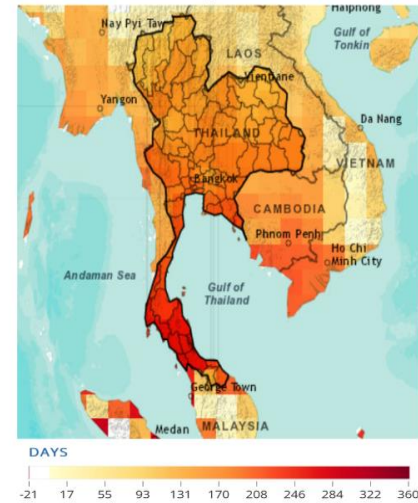 Haiphong
Nay Pyi Taw
Gulf of
Tonkin
LAOS
Vientiane
Yangon
Da Nang
THAILAND
VIETNAM
Bangkok
CAMBODIA
Phnom Penh
Ho Chi
Minh City
Andaman Sea
Gulf of
Thailand
George Town
Medan
MALAYSIA
DAYS
-21 17 55 93 131 170 208 246 284 322 360